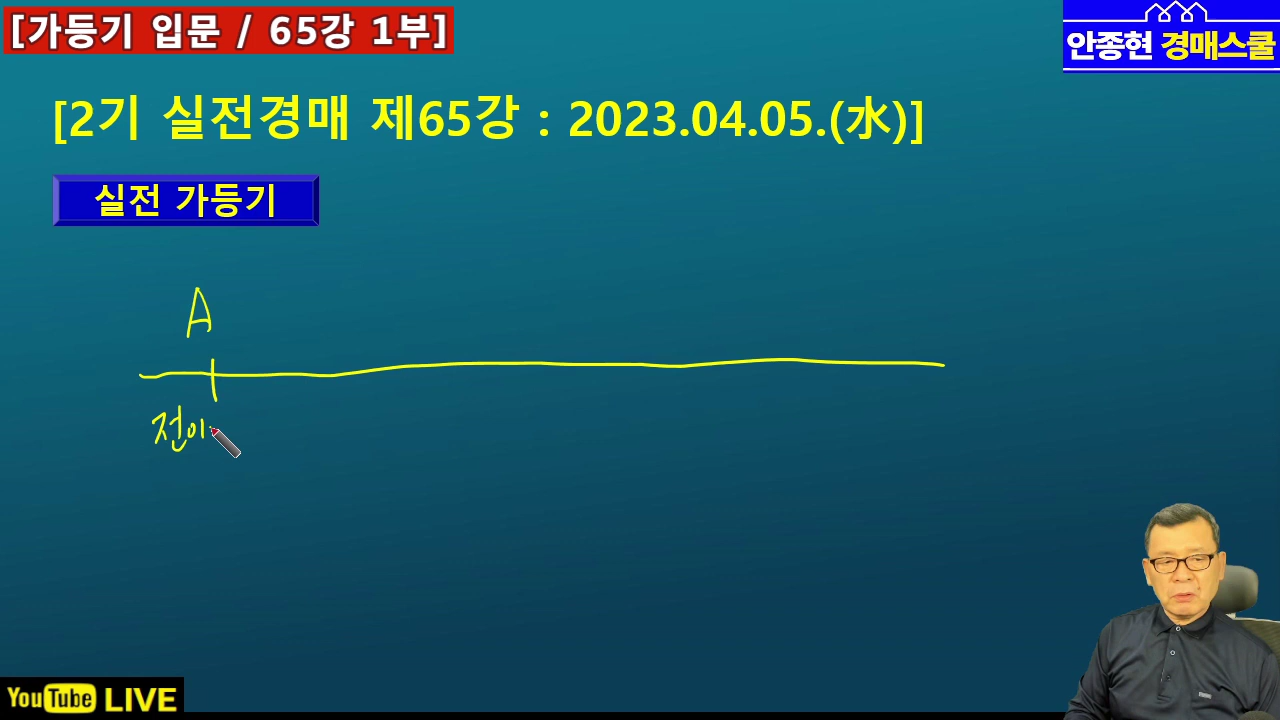 [가등기 입문 / 65강 1부]
안종현 경매스쿨
[2기 실전경매 제65강 : 2023.04.05.(水)]
실전 가등기
A
전이
YouTube LIVE